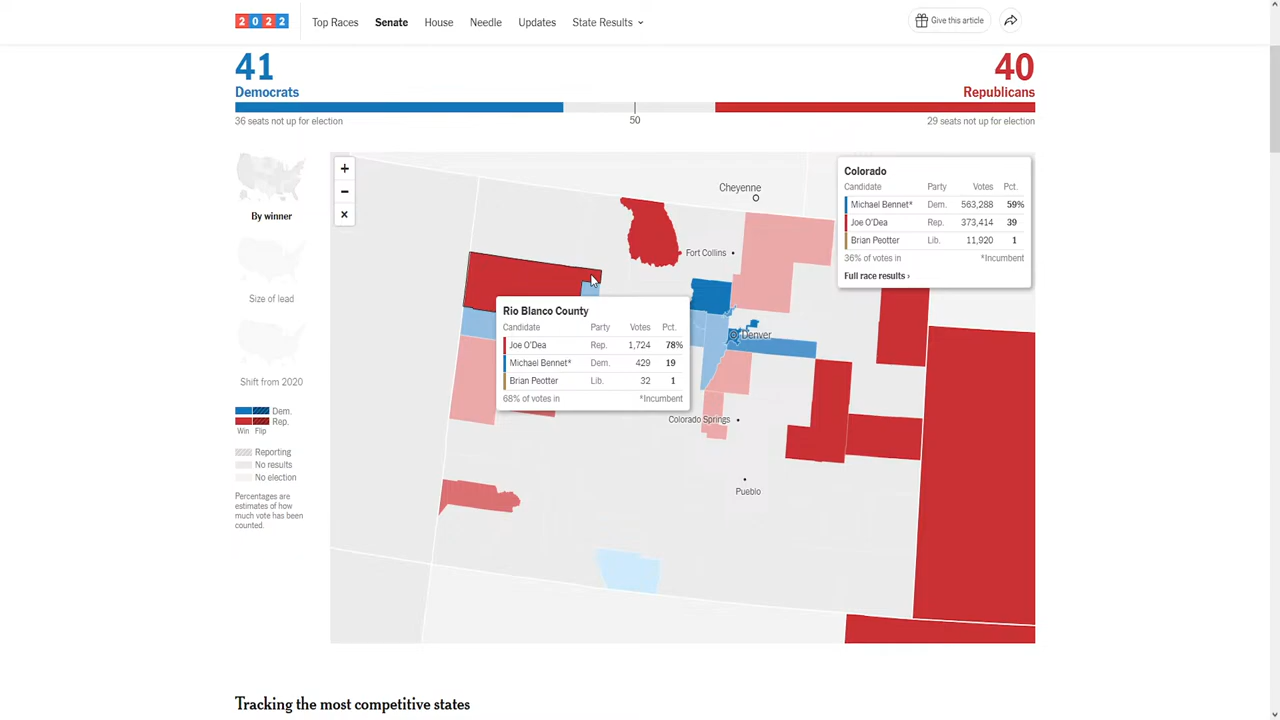 2022
Top Races
Senate
House
Needle
Updates
State Results
Give this article
41
Democrats
40
Republicans
36 seats not up for election
50
29 seats not up for election
+
−
×
By winner
Size of lead
Shift from 2020
Dem.
Rep.
Win Flip
Reporting
No results
No election
Percentages are
estimates of how
much vote has been
counted.
Cheyenne
Fort Collins
Denver
Colorado Springs
Pueblo
Colorado
Candidate Party Votes Pct.
Michael Bennet* Dem. 563,288 59%
Joe O'Dea Rep. 373,414 39
Brian Peotter Lib. 11,920 1
36% of votes in *Incumbent
Full race results ›
Rio Blanco County
Candidate Party Votes Pct.
Joe O'Dea Rep. 1,724 78%
Michael Bennet* Dem. 429 19
Brian Peotter Lib. 32 1
68% of votes in *Incumbent
Tracking the most competitive states